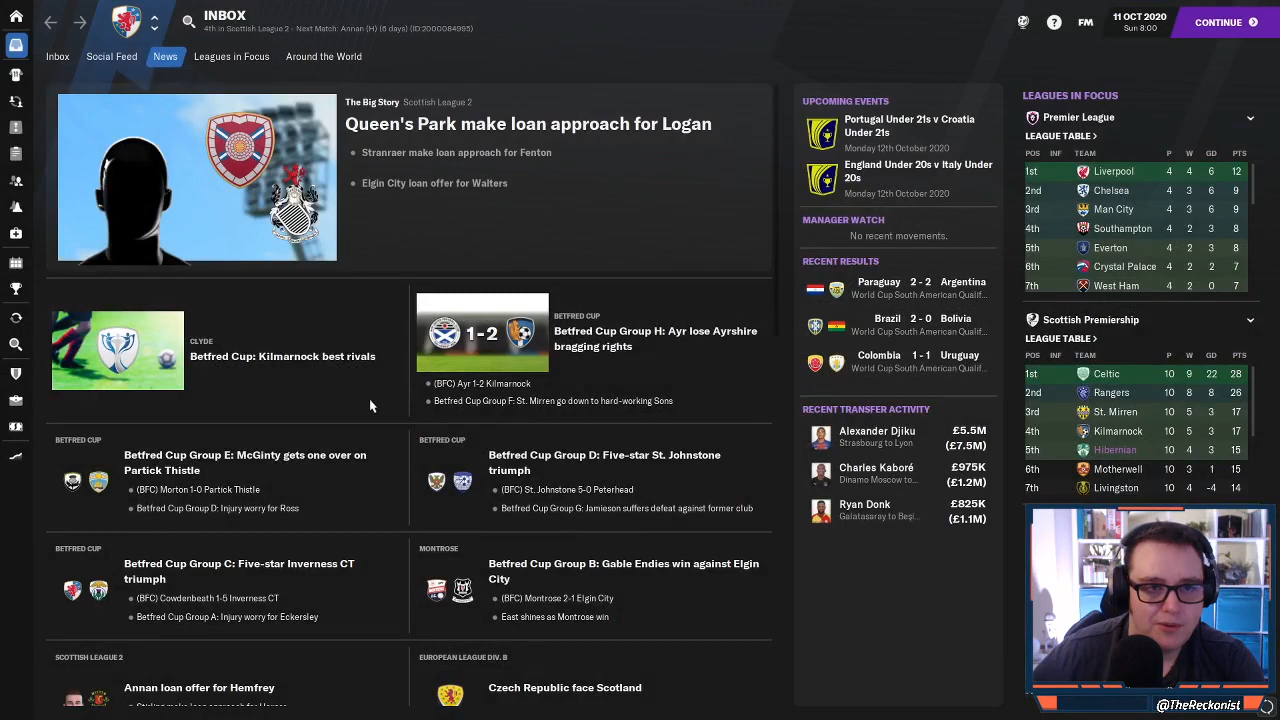 INBOX
4th in Scottish League 2 - Next Match: Annan (H) (6 days) (ID:2000084995)
FM
11 OCT 2020
Sun 8:00
CONTINUE
Inbox
Social Feed
News
Leagues in Focus
Around the World
The Big Story Scottish League 2
Queen's Park make loan approach for Logan
Stranraer make loan approach for Fenton
Elgin City loan offer for Walters
CLYDE
Betfred Cup: Kilmarnock best rivals
1-2
BETFRED CUP
Betfred Cup Group H: Ayr lose Ayrshire
bragging rights
(BFC) Ayr 1-2 Kilmarnock
Betfred Cup Group F: St. Mirren go down to hard-working Sons
BETFRED CUP
Betfred Cup Group E: McGinty gets one over on
Partick Thistle
(BFC) Morton 1-0 Partick Thistle
Betfred Cup Group D: Injury worry for Ross
BETFRED CUP
Betfred Cup Group D: Five-star St. Johnstone
triumph
(BFC) St. Johnstone 5-0 Peterhead
Betfred Cup Group G: Jamieson suffers defeat against former club
BETFRED CUP
Betfred Cup Group C: Five-star Inverness CT
triumph
(BFC) Cowdenbeath 1-5 Inverness CT
Betfred Cup Group A: Injury worry for Eckersley
MONTROSE
Betfred Cup Group B: Gable Endies win against Elgin
City
(BFC) Montrose 2-1 Elgin City
East shines as Montrose win
SCOTTISH LEAGUE 2
Annan loan offer for Hemfrey
EUROPEAN LEAGUE DIV. B
Czech Republic face Scotland
UPCOMING EVENTS
Portugal Under 21s v Croatia
Under 21s
Monday 12th October 2020
England Under 20s v Italy Under
20s
Monday 12th October 2020
MANAGER WATCH
No recent movements.
RECENT RESULTS
Paraguay 2 - 2 Argentina
World Cup South American Qualif...
Brazil 2 - 0 Bolivia
World Cup South American Qualif...
Colombia 1 - 1 Uruguay
World Cup South American Qualif...
RECENT TRANSFER ACTIVITY
Alexander Djiku £5.5M
Strasbourg to Lyon (£7.5M)
Charles Kaboré £975K
Dinamo Moscow to... (£1.2M)
Ryan Donk £825K
Galatasaray to Beşi... (£1.1M)
LEAGUES IN FOCUS
Premier League
LEAGUE TABLE >
POS INF TEAM P W GD PTS
1st Liverpool 4 4 6 12
2nd Chelsea 4 3 6 9
3rd Man City 4 3 6 9
4th Southampton 4 2 3 8
5th Everton 4 2 3 8
6th Crystal Palace 4 2 2 7
7th West Ham 4 2 0 7
Scottish Premiership
LEAGUE TABLE >
POS INF TEAM P W GD PTS
1st Celtic 10 9 22 28
2nd Rangers 10 8 8 26
3rd St. Mirren 10 5 3 17
4th Kilmarnock 10 5 3 17
5th Hibernian 10 4 3 15
6th Motherwell 10 3 1 15
7th Livingston 10 4 -4 14
@TheReckonist